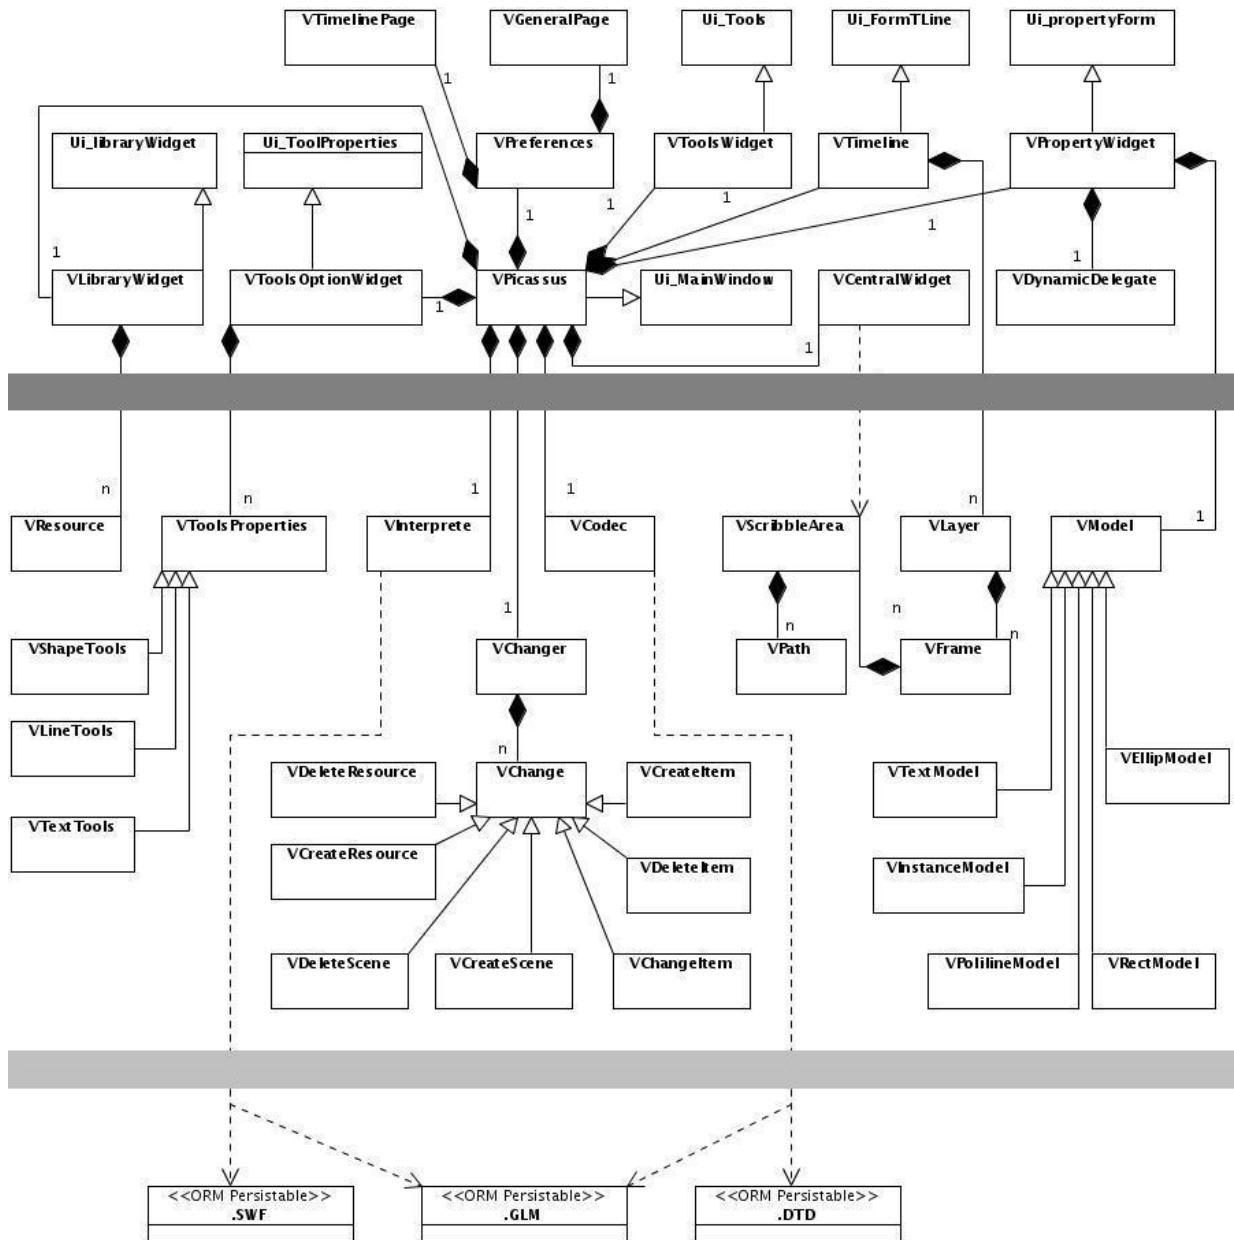 VTimelinePage
VGeneralPage
Ui_Tools
Ui_FormTLine
Ui_propertyForm
1
1
Ui_libraryWidget
Ui_ToolProperties
VPreferences
VToolsWidget
VTimeline
VPropertyWidget
1
1
1
1
1
1
VLibraryWidget
VToolsOptionWidget
VPicassus
Ui_MainWindow
VCentralWidget
VDynamicDelegate
1
1
n
n
1
1
n
1
VResource
VToolsProperties
VInterprete
VCodec
VScribbleArea
VLayer
VModel
1
n
n
n
VShapeTools
VChanger
VPath
VFrame
VLineTools
n
VDeleteResource
VChange
VCreateItem
VTextModel
VEllipModel
VTextTools
VCreateResource
VDeleteItem
VInstanceModel
VDeleteScene
VCreateScene
VChangeItem
VPolilineModel
VRectModel
<<ORM Persistable>>
.SWF
<<ORM Persistable>>
.GLM
<<ORM Persistable>>
.DTD